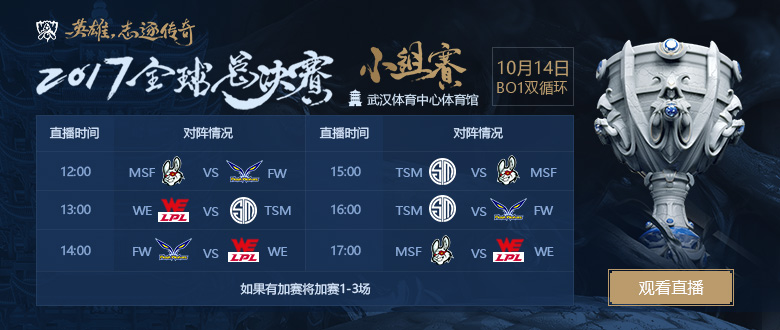 英雄，志逐传奇
2017全球总决赛
小组赛
武汉体育中心体育馆
10月14日
BO1双循环
直播时间 对阵情况 直播时间 对阵情况
12:00 MSF VS FW 15:00 TSM VS MSF
13:00 WE WE LPL VS TSM 16:00 TSM VS FW
14:00 FW VS WE LPL WE 17:00 MSF VS WE LPL WE
如果有加赛将加赛1-3场
观看直播